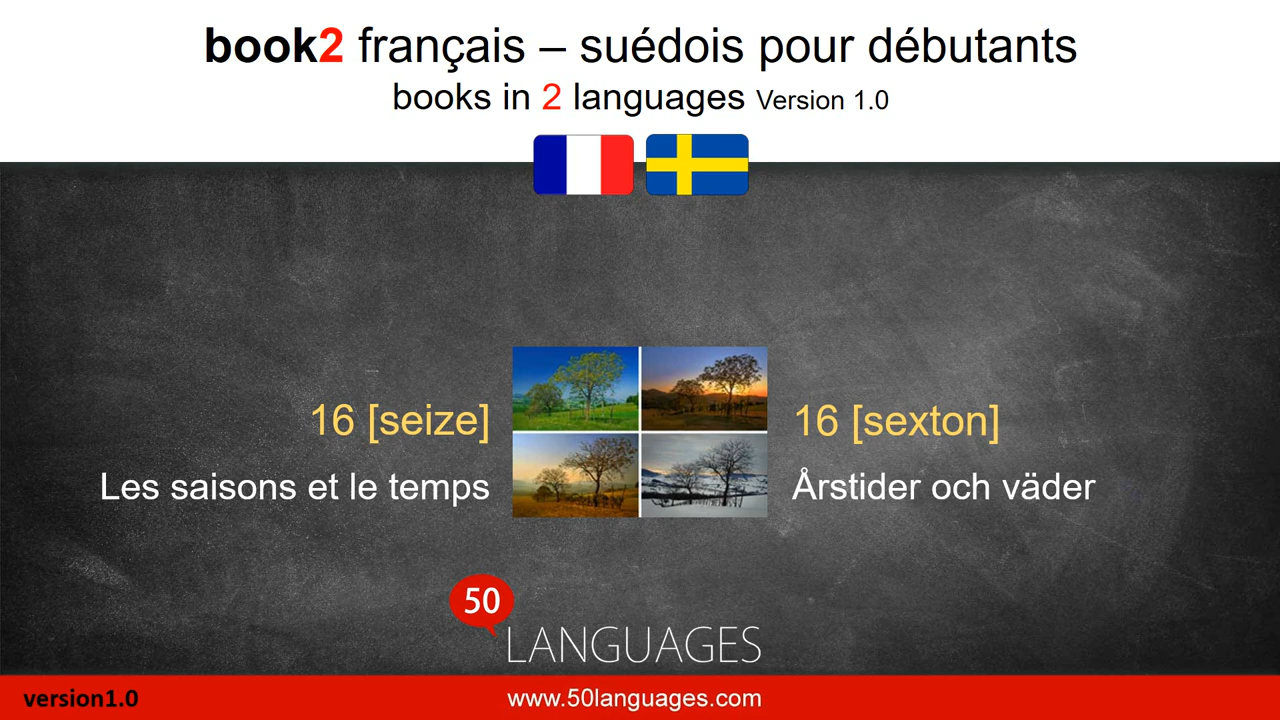 book2 français – suédois pour débutants
books in 2 languages Version 1.0
16 [seize]
Les saisons et le temps
16 [sexton]
Årstider och väder
50
LANGUAGES
version1.0
www.50languages.com